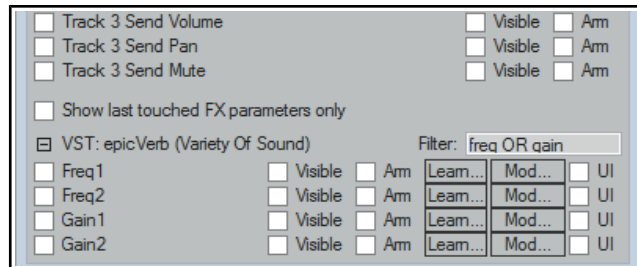 Track 3 Send Volume Visible Arm
Track 3 Send Pan Visible Arm
Track 3 Send Mute Visible Arm
Show last touched FX parameters only
VST: epicVerb (Variety Of Sound) Filter: freq OR gain
Freq1 Visible Arm Learn... Mod... UI
Freq2 Visible Arm Learn... Mod... UI
Gain1 Visible Arm Learn... Mod... UI
Gain2 Visible Arm Learn... Mod... UI